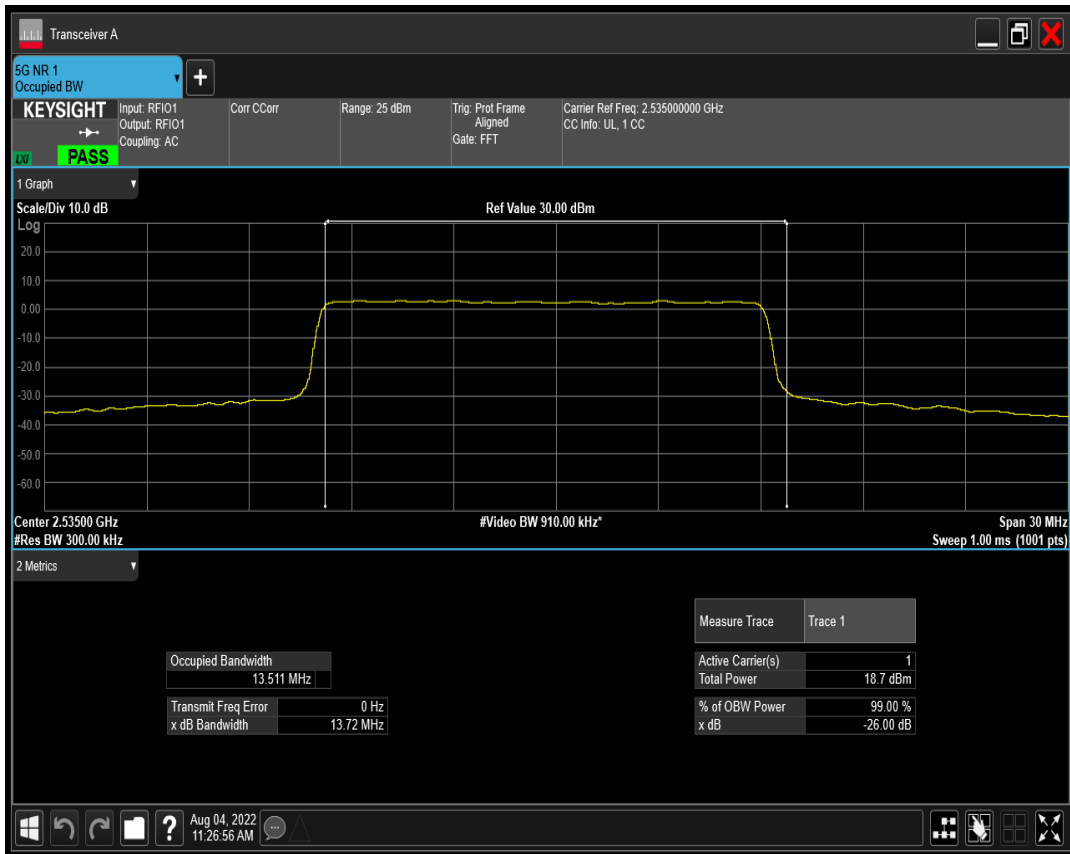 Transceiver A
5G NR 1
Occupied BW
+
KEYSIGHT
LXI
PASS
Input: RFIO1
Output: RFIO1
Coupling: AC
Corr CCorr
Range: 25 dBm
Trig: Prot Frame
Aligned
Gate: FFT
Carrier Ref Freq: 2.535000000 GHz
CC Info: UL, 1 CC
1 Graph
Scale/Div 10.0 dB
Ref Value 30.00 dBm
Log
20.0
10.0
0.00
-10.0
-20.0
-30.0
-40.0
-50.0
-60.0
Center 2.53500 GHz
#Video BW 910.00 kHz*
Span 30 MHz
#Res BW 300.00 kHz
Sweep 1.00 ms (1001 pts)
2 Metrics
Measure Trace Trace 1
Occupied Bandwidth
13.511 MHz
Active Carrier(s) 1
Total Power 18.7 dBm
Transmit Freq Error 0 Hz
x dB Bandwidth 13.72 MHz
% of OBW Power 99.00 %
x dB -26.00 dB
?
Aug 04, 2022
11:26:56 AM